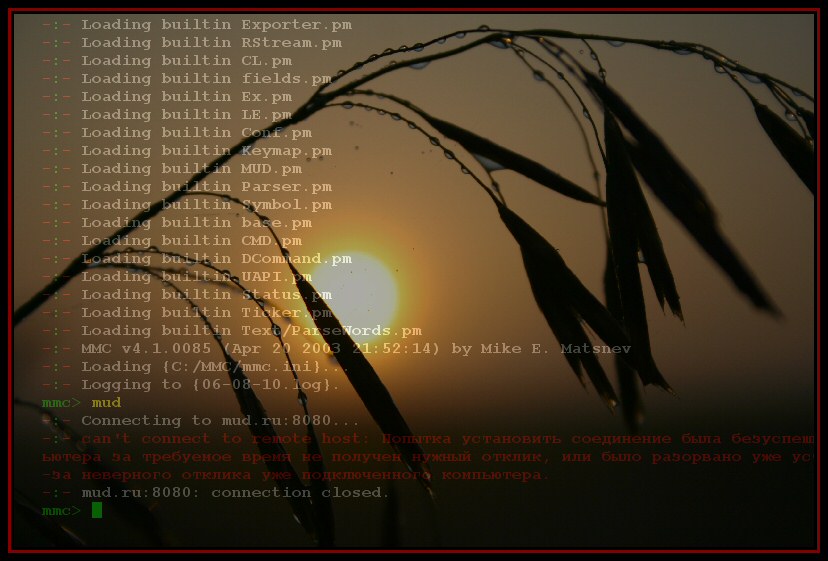 -:- Loading builtin Exporter.pm
-:- Loading builtin RStream.pm
-:- Loading builtin CL.pm
-:- Loading builtin fields.pm
-:- Loading builtin Ex.pm
-:- Loading builtin LE.pm
-:- Loading builtin Conf.pm
-:- Loading builtin Keymap.pm
-:- Loading builtin MUD.pm
-:- Loading builtin Parser.pm
-:- Loading builtin Symbol.pm
-:- Loading builtin base.pm
-:- Loading builtin CMD.pm
-:- Loading builtin DCommand.pm
-:- Loading builtin UAPI.pm
-:- Loading builtin Status.pm
-:- Loading builtin Ticker.pm
-:- Loading builtin Text/ParseWords.pm
-:- MMC v4.1.0085 (Apr 20 2003 21:52:14) by Mike E. Matsnev
-:- Loading {C:/MMC/mmc.ini}...
-:- Logging to {06-08-10.log}.
mmc> mud
-:- Connecting to mud.ru:8080...
-:- can't connect to remote host: Попытка установить соединение была безуспеш
ьютера за требуемое время не получен нужный отклик, или было разорвано уже ус
-за неверного отклика уже подключенного компьютера.
-:- mud.ru:8080: connection closed.
mmc>